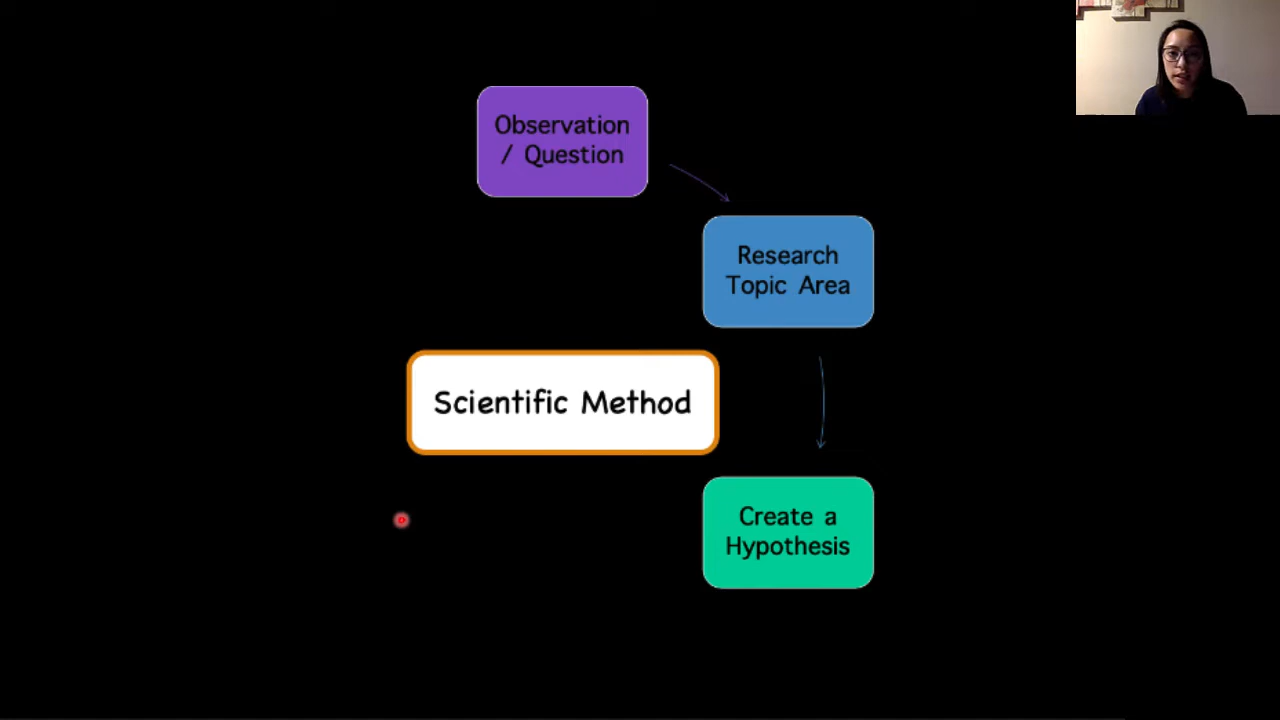 Observation
/ Question
Research
Topic Area
Scientific Method
Create a
Hypothesis